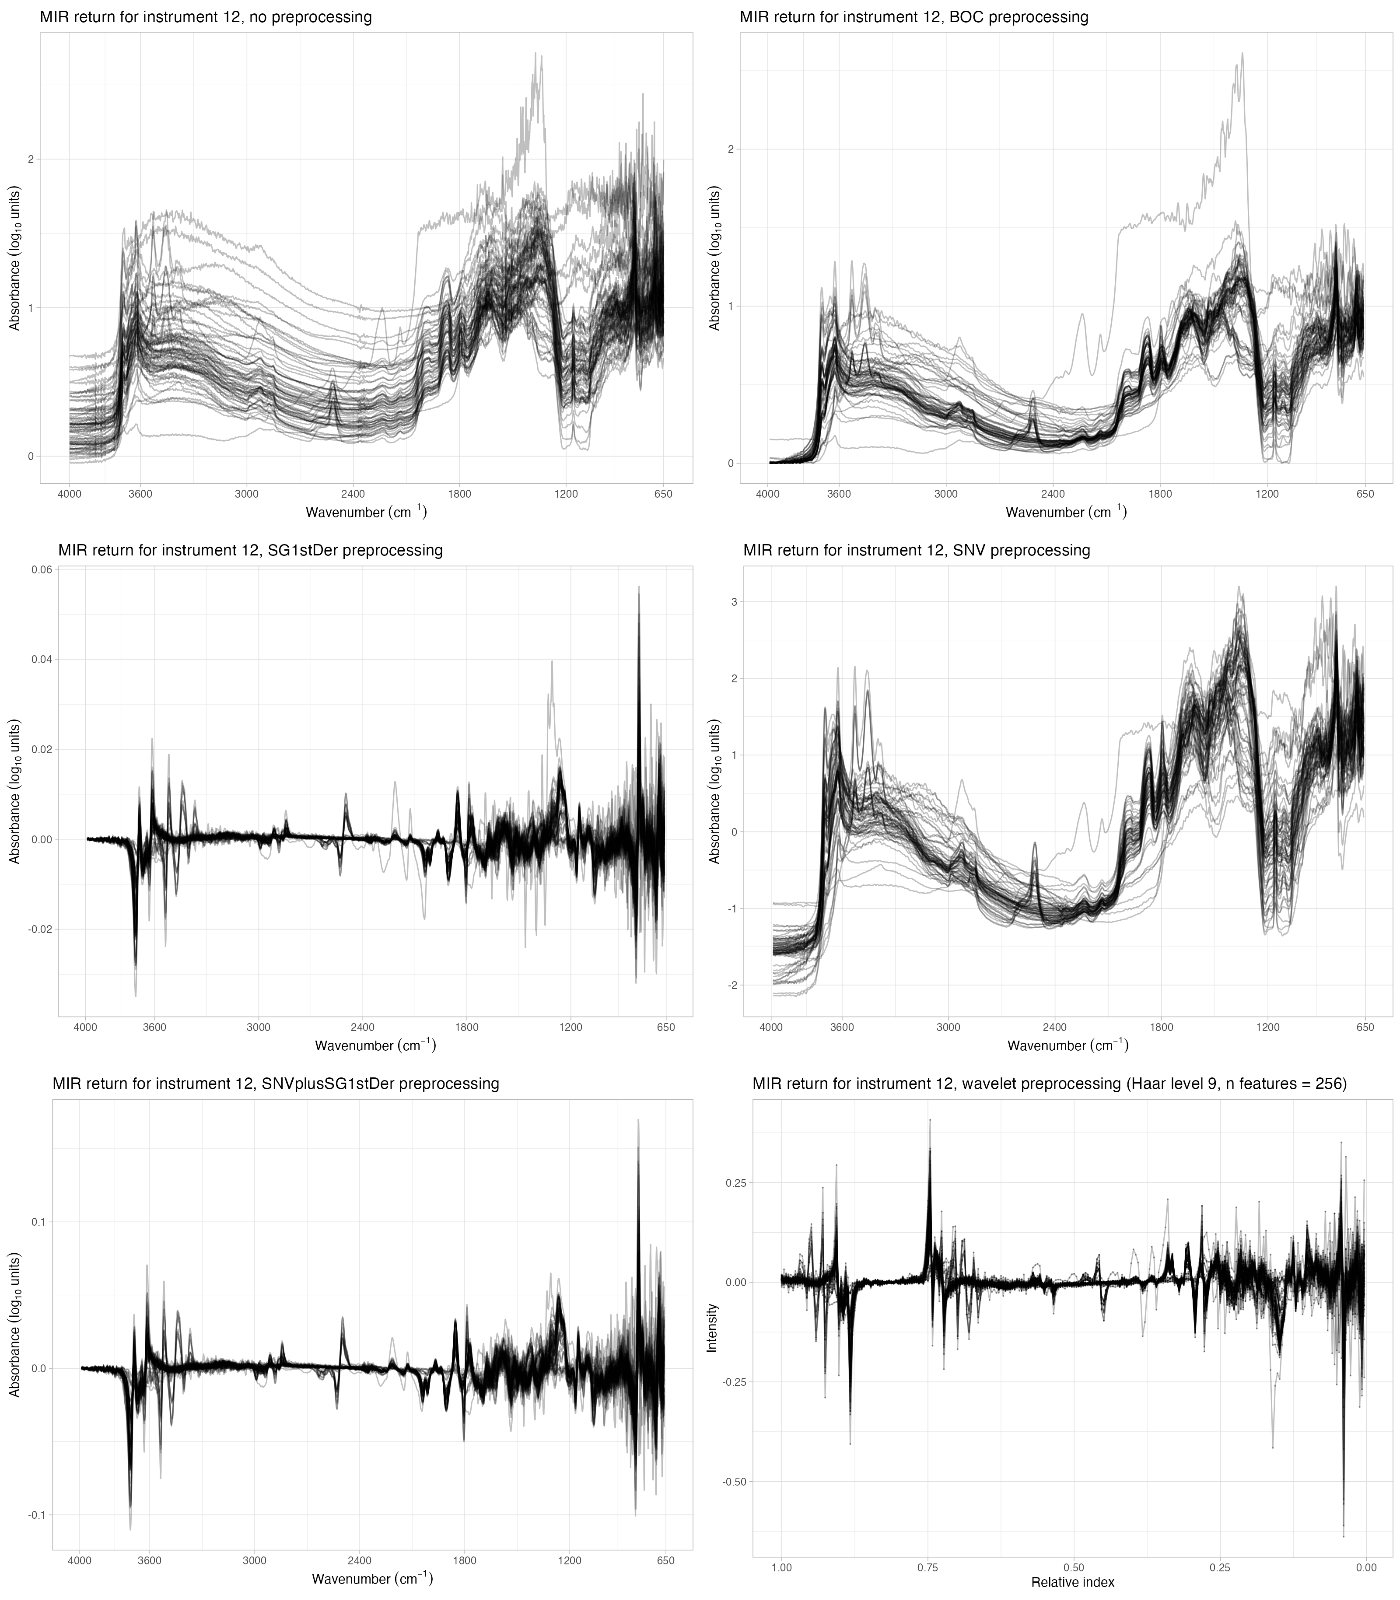 MIR return for instrument 12, no preprocessing
Absorbance (log10 units)
2
1
0
4000 3600 3000 2400 1800 1200 650
Wavenumber (cm 1)
MIR return for instrument 12, BOC preprocessing
Absorbance (log10 units)
2
1
0
4000 3600 3000 2400 1800 1200 650
Wavenumber (cm 1)
MIR return for instrument 12, SG1stDer preprocessing
Absorbance (log10 units)
0.06
0.04
0.02
0.00
-0.02
4000 3600 3000 2400 1800 1200 650
Wavenumber (cm−1)
MIR return for instrument 12, SNV preprocessing
Absorbance (log10 units)
3
2
1
0
-1
-2
4000 3600 3000 2400 1800 1200 650
Wavenumber (cm−1)
MIR return for instrument 12, SNVplusSG1stDer preprocessing
Absorbance (log10 units)
0.1
0.0
-0.1
4000 3600 3000 2400 1800 1200 650
Wavenumber (cm−1)
MIR return for instrument 12, wavelet preprocessing (Haar level 9, n features = 256)
Intensity
0.25
0.00
-0.25
-0.50
1.00 0.75 0.50 0.25 0.00
Relative index